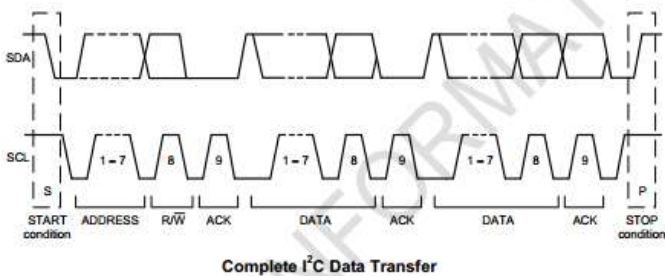 SDA
SCL
1 – 7 8 9 1 – 7 8 9 1 – 7 8 9
S P
START condition ADDRESS R/W̅ ACK DATA ACK DATA ACK STOP condition
Complete I²C Data Transfer
INFORMAT